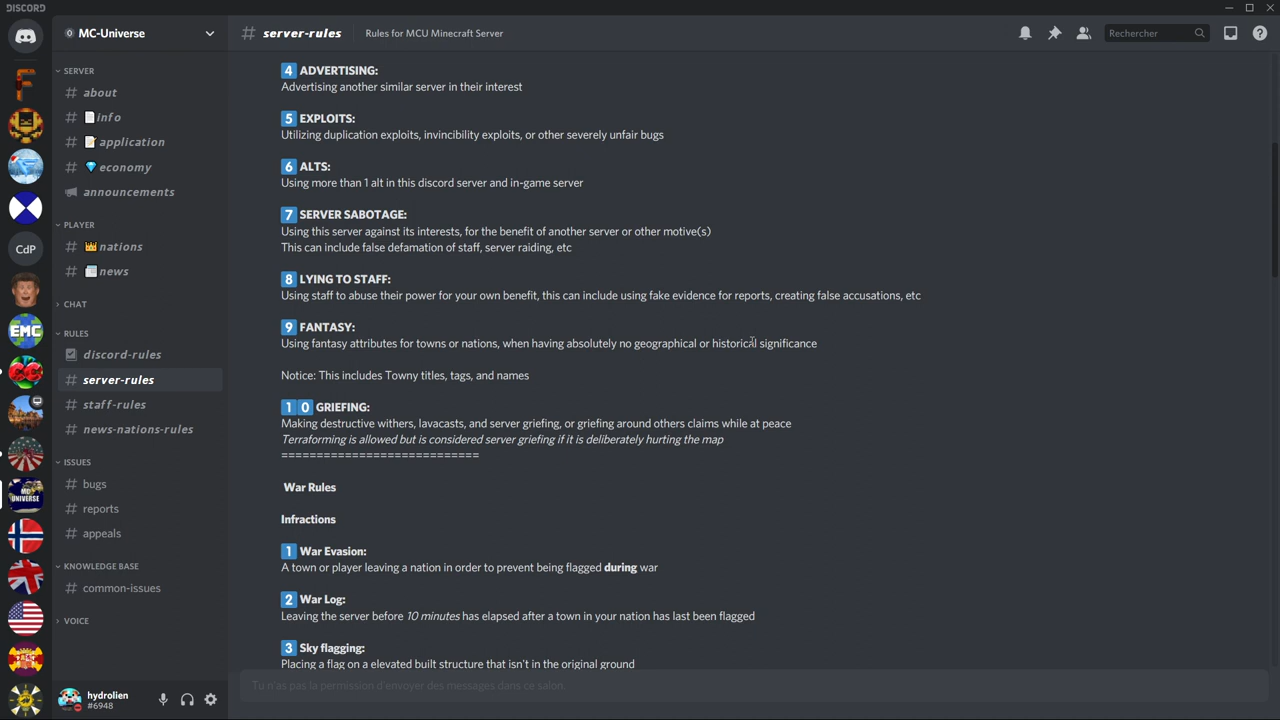 DISCORD
MC-Universe
# server-rules
Rules for MCU Minecraft Server
Rechercher
F
CdP
EMC
MC
UNIVERSE
SERVER
# about
# info
# application
# economy
announcements
PLAYER
# nations
# news
CHAT
RULES
discord-rules
# server-rules
# staff-rules
# news-nations-rules
ISSUES
# bugs
# reports
# appeals
KNOWLEDGE BASE
# common-issues
VOICE
hydrolien
#6948
4 ADVERTISING:
Advertising another similar server in their interest
5 EXPLOITS:
Utilizing duplication exploits, invincibility exploits, or other severely unfair bugs
6 ALTS:
Using more than 1 alt in this discord server and in-game server
7 SERVER SABOTAGE:
Using this server against its interests, for the benefit of another server or other motive(s)
This can include false defamation of staff, server raiding, etc
8 LYING TO STAFF:
Using staff to abuse their power for your own benefit, this can include using fake evidence for reports, creating false accusations, etc
9 FANTASY:
Using fantasy attributes for towns or nations, when having absolutely no geographical or historical significance
Notice: This includes Towny titles, tags, and names
1 0 GRIEFING:
Making destructive withers, lavacasts, and server griefing, or griefing around others claims while at peace
Terraforming is allowed but is considered server griefing if it is deliberately hurting the map
============================
War Rules
Infractions
1 War Evasion:
A town or player leaving a nation in order to prevent being flagged during war
2 War Log:
Leaving the server before 10 minutes has elapsed after a town in your nation has last been flagged
3 Sky flagging:
Placing a flag on a elevated built structure that isn't in the original ground
Tu n'as pas la permission d'envoyer des messages dans ce salon.